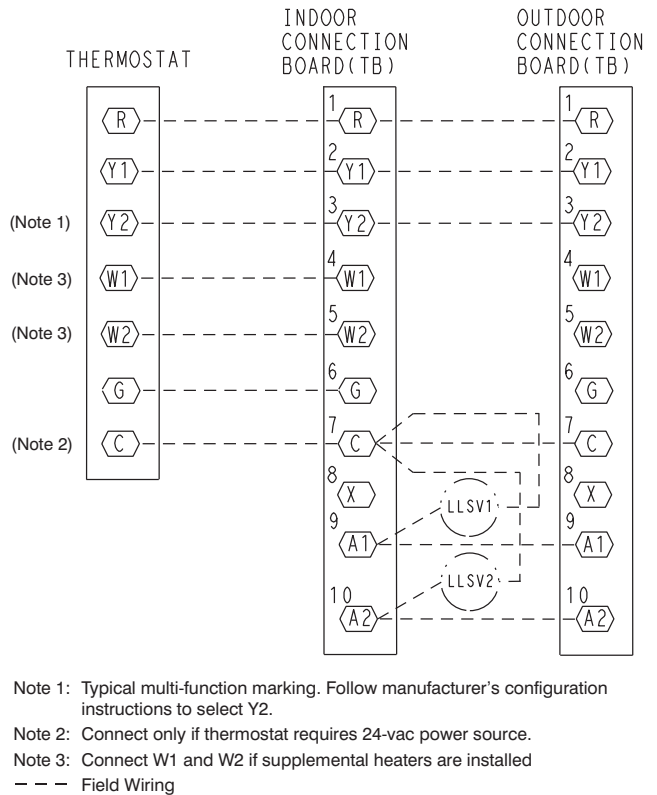 THERMOSTAT
INDOOR
CONNECTION
BOARD(TB)
OUTDOOR
CONNECTION
BOARD(TB)
R
1
R
1
R
Y1
2
Y1
2
Y1
(Note 1)
Y2
3
Y2
3
Y2
(Note 3)
W1
4
W1
4
W1
(Note 3)
W2
5
W2
5
W2
G
6
G
6
G
(Note 2)
C
7
C
7
C
8
X
8
X
LLSV1
9
A1
9
A1
LLSV2
10
A2
10
A2
Note 1: Typical multi-function marking. Follow manufacturer’s configuration
instructions to select Y2.
Note 2: Connect only if thermostat requires 24-vac power source.
Note 3: Connect W1 and W2 if supplemental heaters are installed
Field Wiring